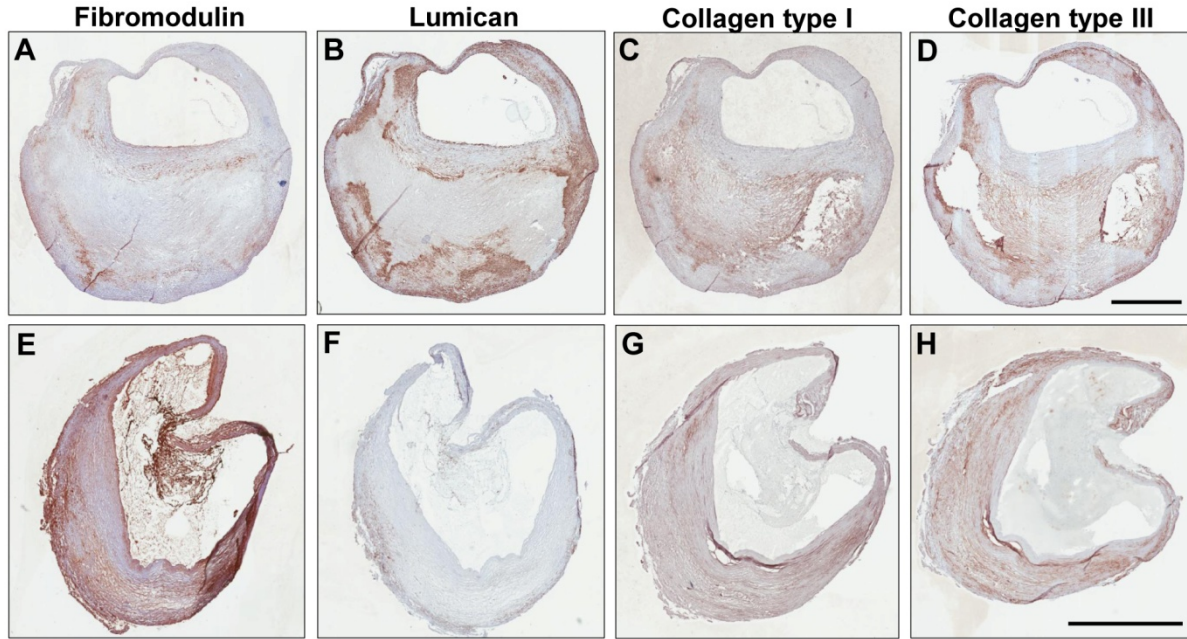 Fibromodulin Lumican Collagen type I Collagen type III
A B C D
E F G H